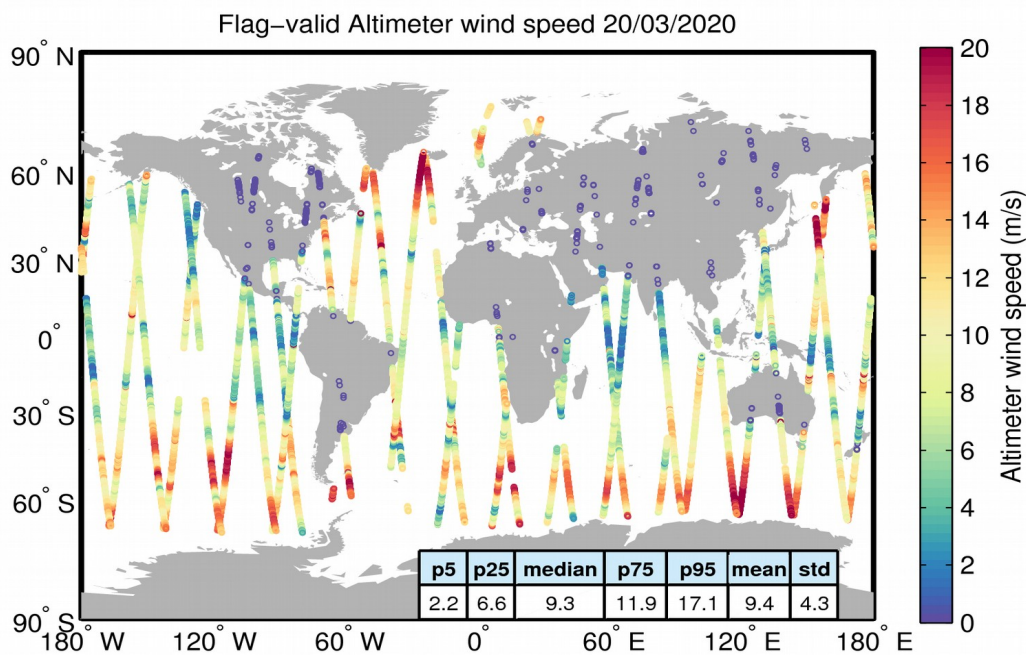 Flag−valid Altimeter wind speed 20/03/2020
90° N
60° N
30° N
0°
30° S
60° S
90° S
180° W
120° W
60° W
0°
60° E
120° E
180° E
p5 p25 median p75 p95 mean std
2.2 6.6 9.3 11.9 17.1 9.4 4.3
20
18
16
14
12
10
8
6
4
2
0
Altimeter wind speed (m/s)